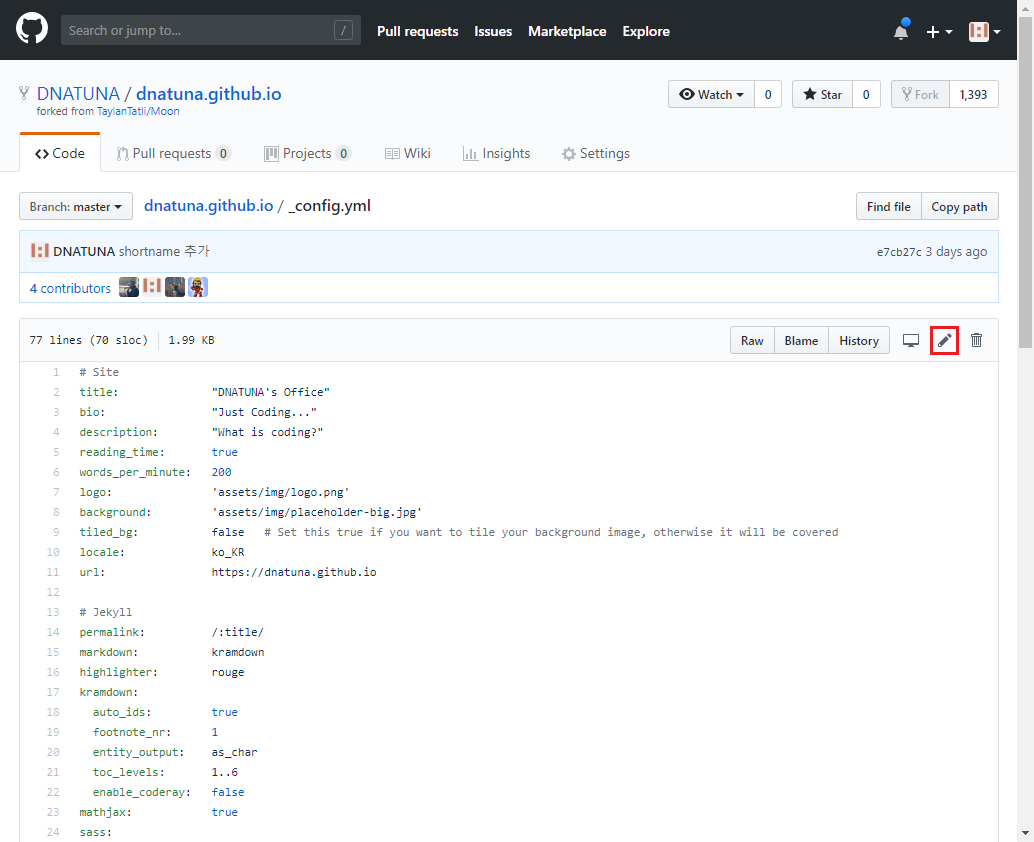 Search or jump to... /
Pull requests Issues Marketplace Explore
DNATUNA / dnatuna.github.io
forked from TaylanTatli/Moon
Watch 0 Star 0 Fork 1,393
Code Pull requests 0 Projects 0 Wiki Insights Settings
Branch: master dnatuna.github.io / _config.yml Find file Copy path
DNATUNA shortname 추가 e7cb27c 3 days ago
4 contributors
77 lines (70 sloc) 1.99 KB Raw Blame History
1 # Site
2 title: "DNATUNA's Office"
3 bio: "Just Coding..."
4 description: "What is coding?"
5 reading_time: true
6 words_per_minute: 200
7 logo: 'assets/img/logo.png'
8 background: 'assets/img/placeholder-big.jpg'
9 tiled_bg: false # Set this true if you want to tile your background image, otherwise it will be covered
10 locale: ko_KR
11 url: https://dnatuna.github.io
12
13 # Jekyll
14 permalink: /:title/
15 markdown: kramdown
16 highlighter: rouge
17 kramdown:
18 auto_ids: true
19 footnote_nr: 1
20 entity_output: as_char
21 toc_levels: 1..6
22 enable_coderay: false
23 mathjax: true
24 sass: